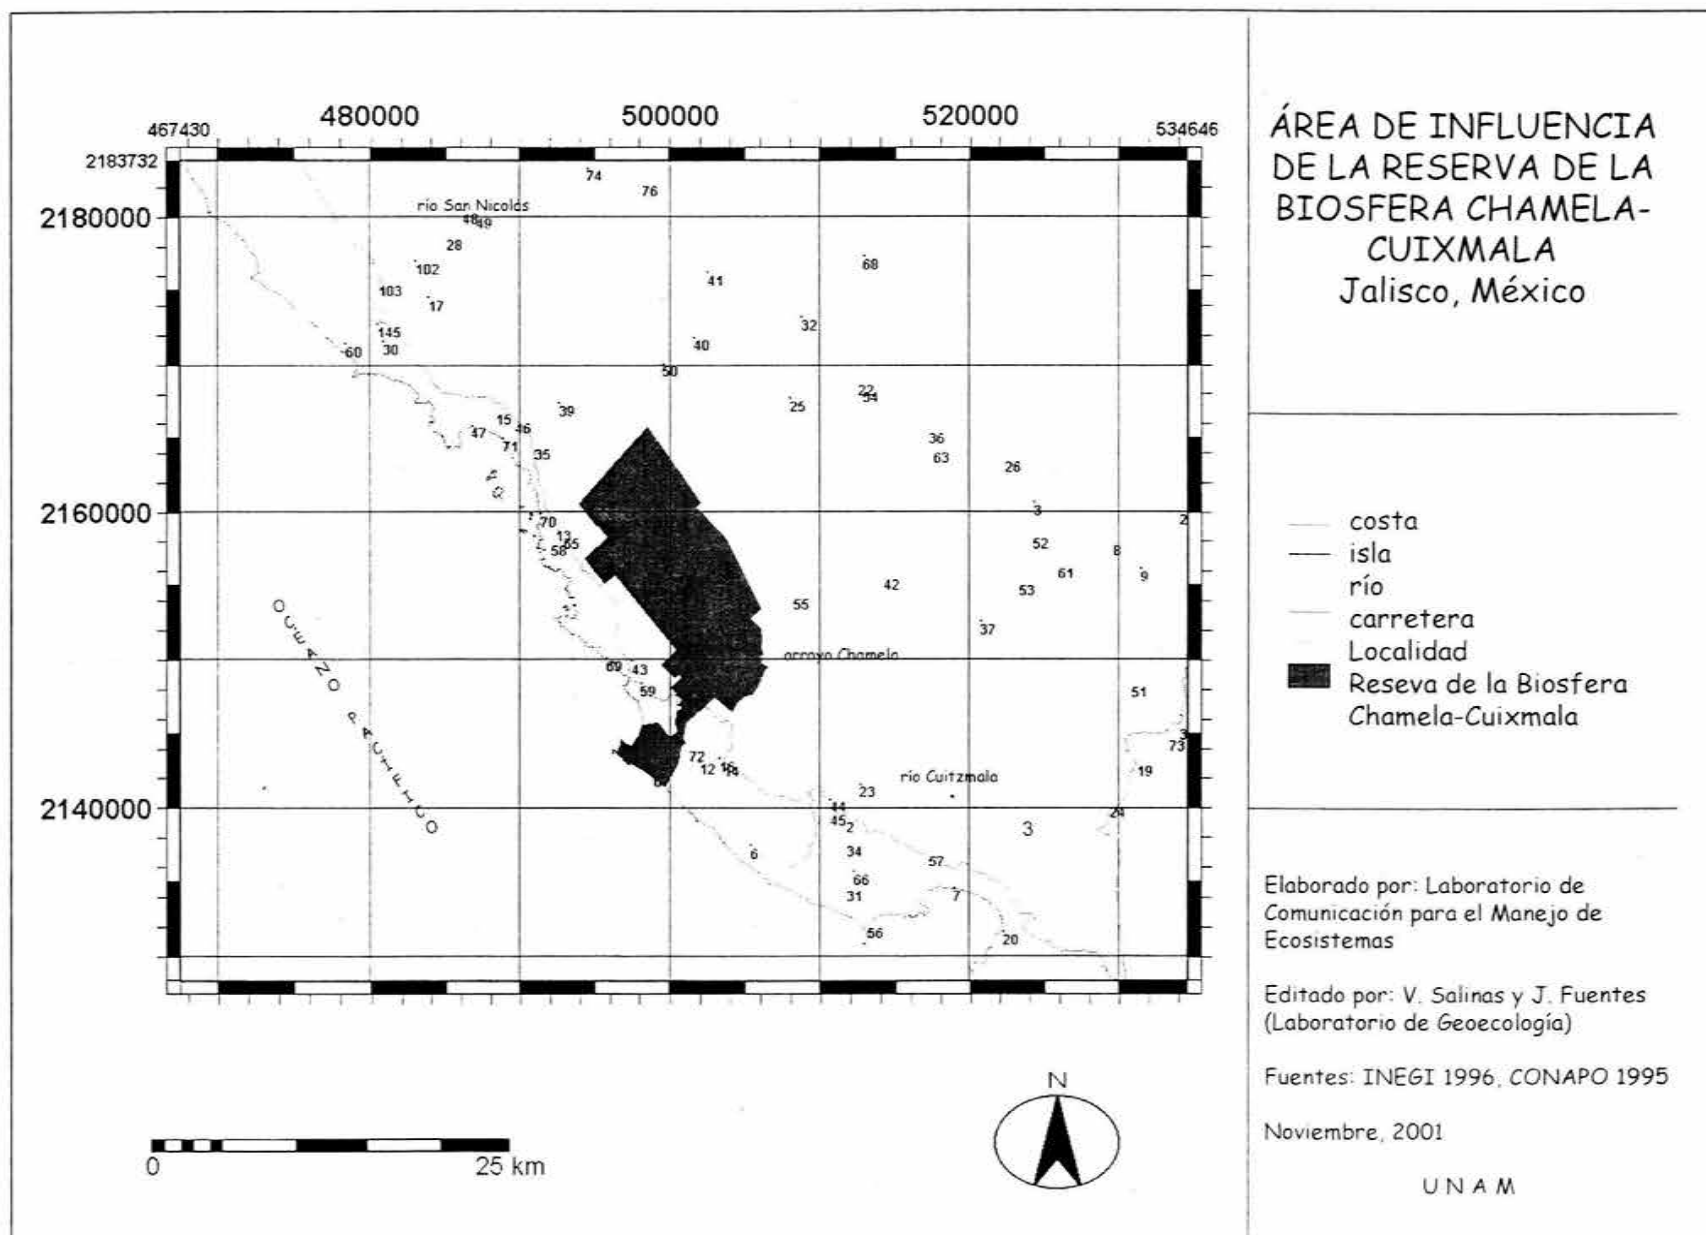 480000 500000 520000
467430 534646
2183732
2180000
2160000
2140000
74
76
río San Nicolás
48 49
28
102
68
41
103
17
32
145
30
60
40
50
22
54
25
39
15
46
47
71
35
36
63
26
3
2
70
13
65
58
52
8
61
9
42
53
55
37
arroyo Chamela
69
43
59
51
3
73
72
12
16
14
19
río Cuitzmala
23
44
45
2
3
24
6
34
57
66
31
7
56
20
OCEANO PACIFICO
0 25 km
N
ÁREA DE INFLUENCIA
DE LA RESERVA DE LA
BIOSFERA CHAMELA-
CUIXMALA
Jalisco, México
costa
isla
río
carretera
Localidad
Reseva de la Biosfera
Chamela-Cuixmala
Elaborado por: Laboratorio de
Comunicación para el Manejo de
Ecosistemas
Editado por: V. Salinas y J. Fuentes
(Laboratorio de Geoecología)
Fuentes: INEGI 1996, CONAPO 1995
Noviembre, 2001
U N A M